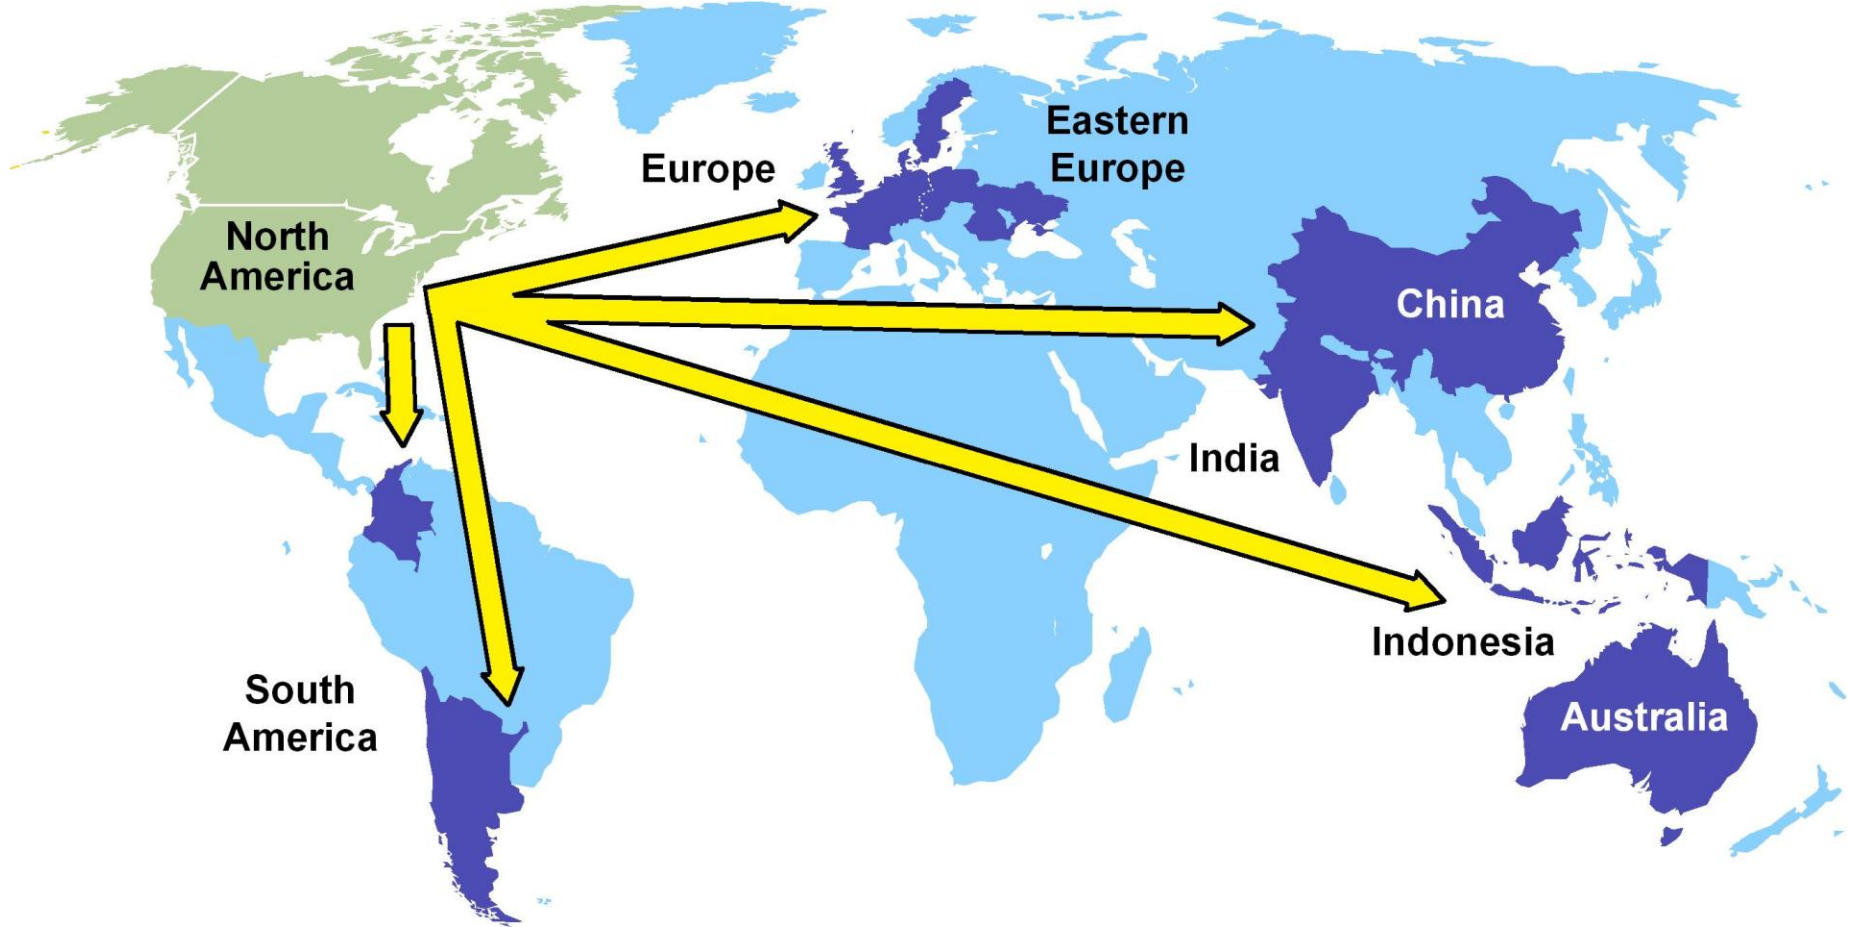 Eastern
Europe
Europe
North
America
China
India
Indonesia
South
America
Australia